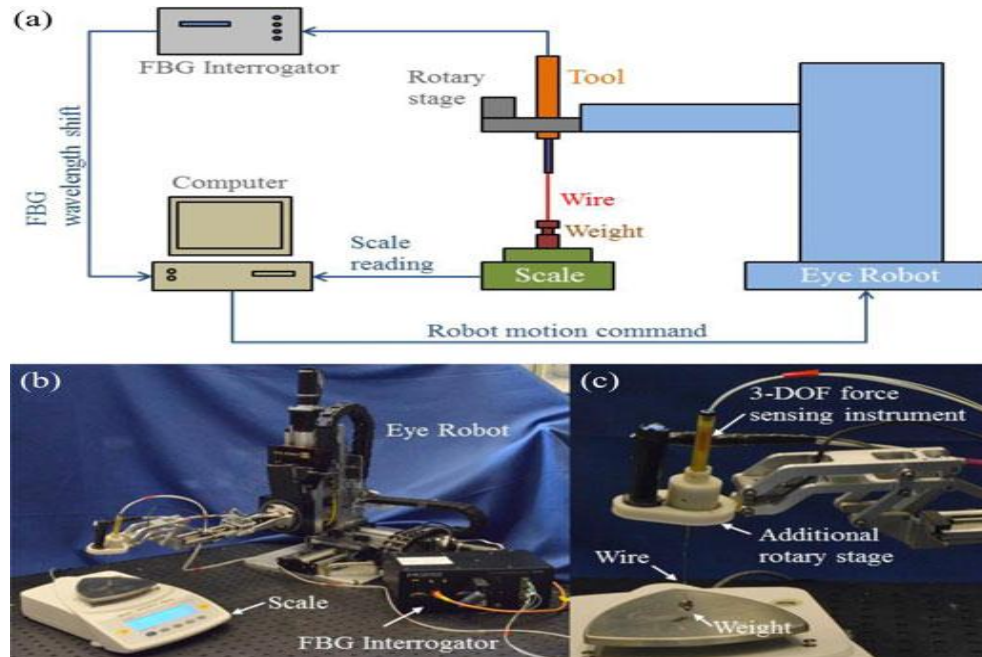 (a)
FBG Interrogator
Rotary
stage
Tool
FBG
wavelength shift
Computer
Wire
Weight
Scale
reading
Scale
Eye Robot
Robot motion command
(b)
Eye Robot
Scale
FBG Interrogator
(c)
3-DOF force
sensing instrument
Additional
rotary stage
Wire
Weight